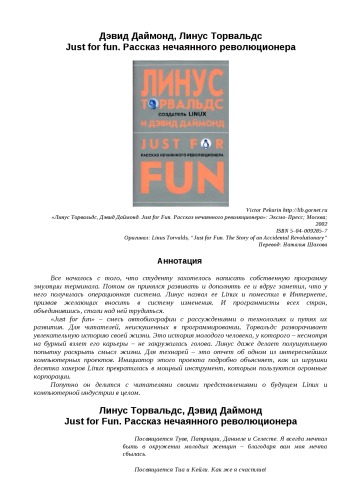 Дэвид Даймонд, Линус Торвальдс
Just for fun. Рассказ нечаянного революционера
ЛИНУС
ТОРВАЛЬДС
СОЗДАТЕЛЬ LINUX
И ДЭВИД ДАЙМОНД
JUST FOR
РАССКАЗ НЕЧАЯННОГО РЕВОЛЮЦИОНЕРА
FUN
Victor Pekarin http://lib.garnet.ru
«Линус Торвальдс, Дэвид Даймонд. Just for Fun. Рассказ нечаянного революционера»: Эксмо-Пресс; Москва;
2002
ISBN 5-04-009285-7
Оригинал: Linus Torvalds, “Just for Fun. The Story of an Accidental Revolutionary”
Перевод: Наталья Шахова
Аннотация
Все началось с того, что студенту захотелось написать собственную программу
эмуляции терминала. Потом он принялся развивать и дополнять ее и вдруг заметил, что у
него получилась операционная система. Линус назвал ее Linux и поместил в Интернете,
призвав желающих вносить в систему изменения. И программисты всех стран,
объединившись, стали над ней трудиться.
«Just for fun» – смесь автобиографии с рассуждениями о технологиях и путях их
развития. Для читателей, неискушенных в программировании, Торвальдс разворачивает
увлекательную историю своей жизни. Это история молодого человека, у которого – несмотря
на бурный взлет его карьеры – не закружилась голова. Линус даже делает полушутливую
попытку раскрыть смысл жизни. Для технарей – это отчет об одном из интереснейших
компьютерных проектов. Инициатор этого проекта подробно объясняет, как из игрушки
десятка хакеров Linux превратилась в мощный инструмент, которым пользуются огромные
корпорации.
Попутно он делится с читателями своими представлениями о будущем Linux и
компьютерной индустрии в целом.
Линус Торвальдс, Дэвид Даймонд
Just for Fun. Рассказ нечаянного революционера
Посвящается Туве, Патриции, Даниеле и Селесте. Я всегда мечтал
быть в окружении молодых женщин – благодаря вам моя мечта
сбылась.
Посвящается Тиа и Кейли. Как же я счастлив!